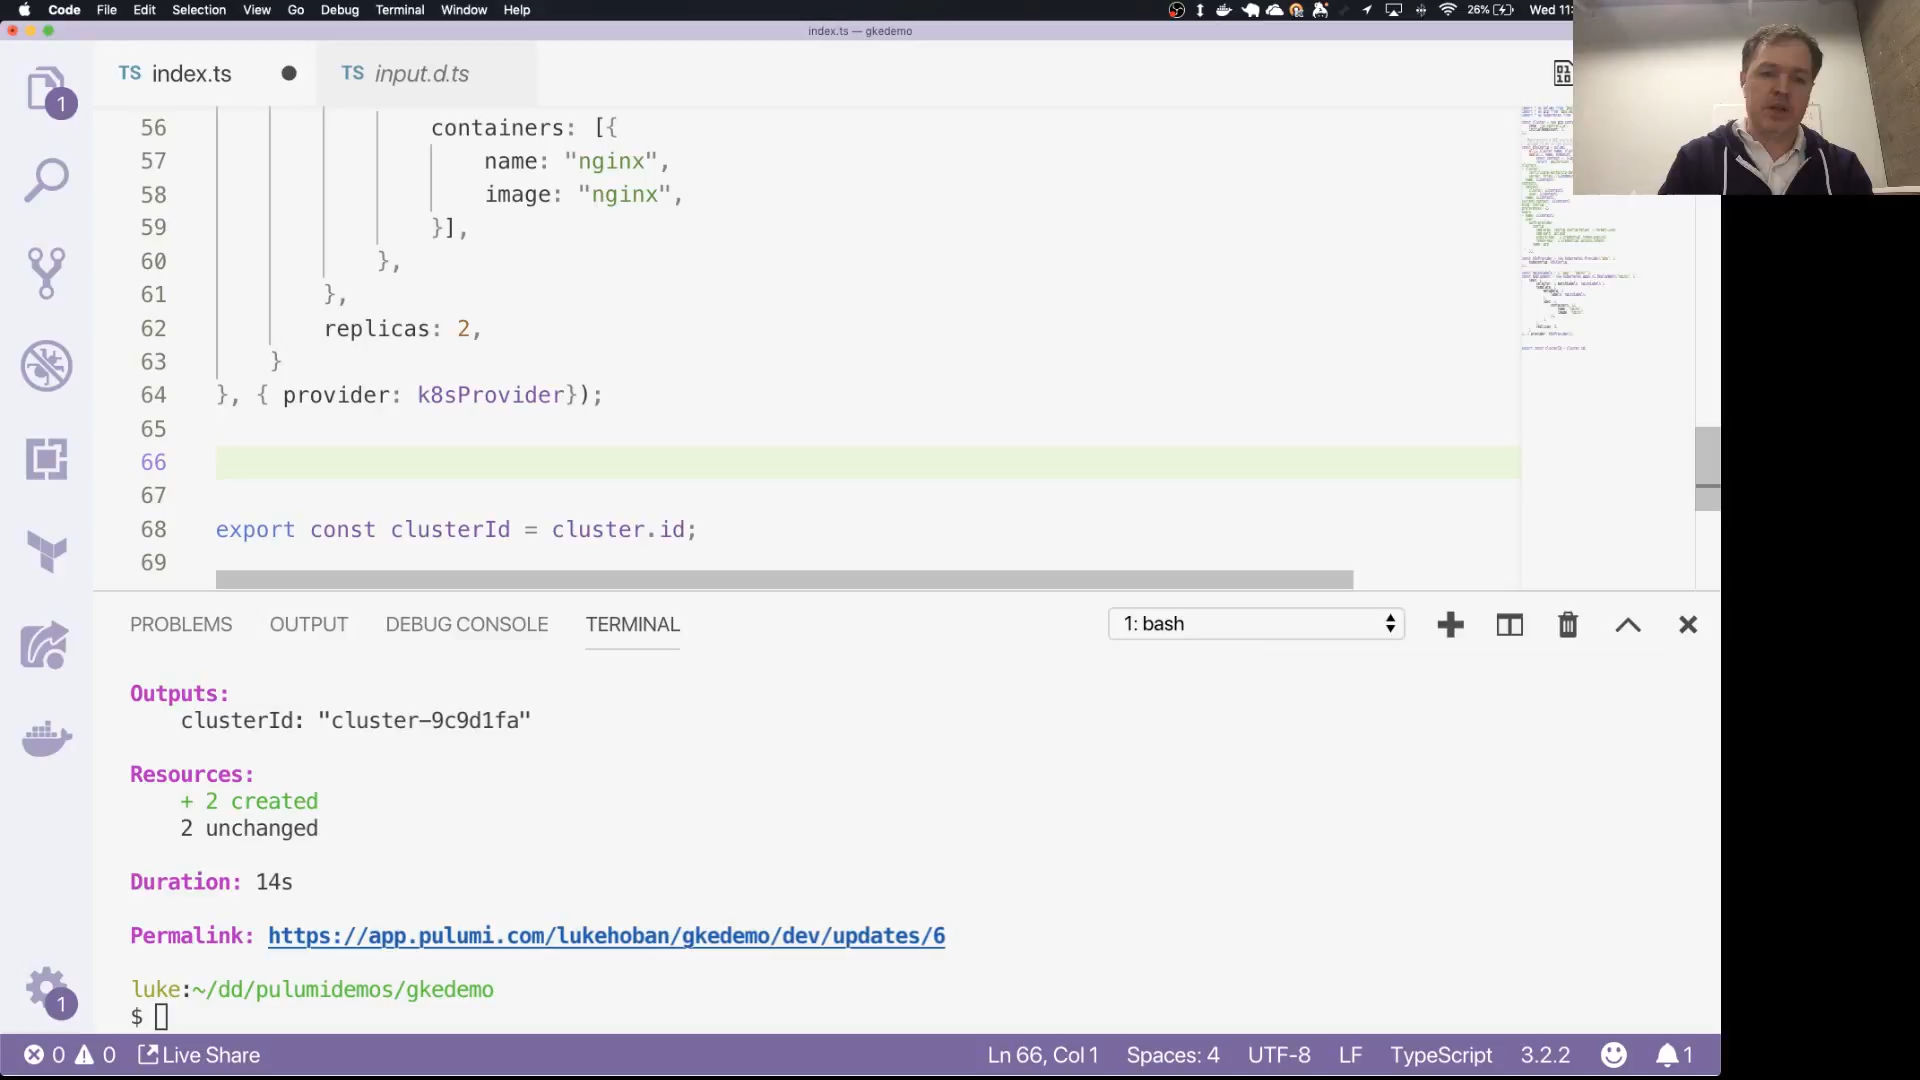 Code File Edit Selection View Go Debug Terminal Window Help 26% Wed 11:
index.ts — gkedemo
TS index.ts TS input.d.ts
56 containers: [{
57 name: "nginx",
58 image: "nginx",
59 }],
60 },
61 },
62 replicas: 2,
63 }
64 }, { provider: k8sProvider});
65
66
67
68 export const clusterId = cluster.id;
69
PROBLEMS OUTPUT DEBUG CONSOLE TERMINAL 1: bash
Outputs:
clusterId: "cluster-9c9d1fa"
Resources:
+ 2 created
2 unchanged
Duration: 14s
Permalink: https://app.pulumi.com/lukehoban/gkedemo/dev/updates/6
luke:~/dd/pulumidemos/gkedemo
$
0 0 Live Share Ln 66, Col 1 Spaces: 4 UTF-8 LF TypeScript 3.2.2 1
1
1